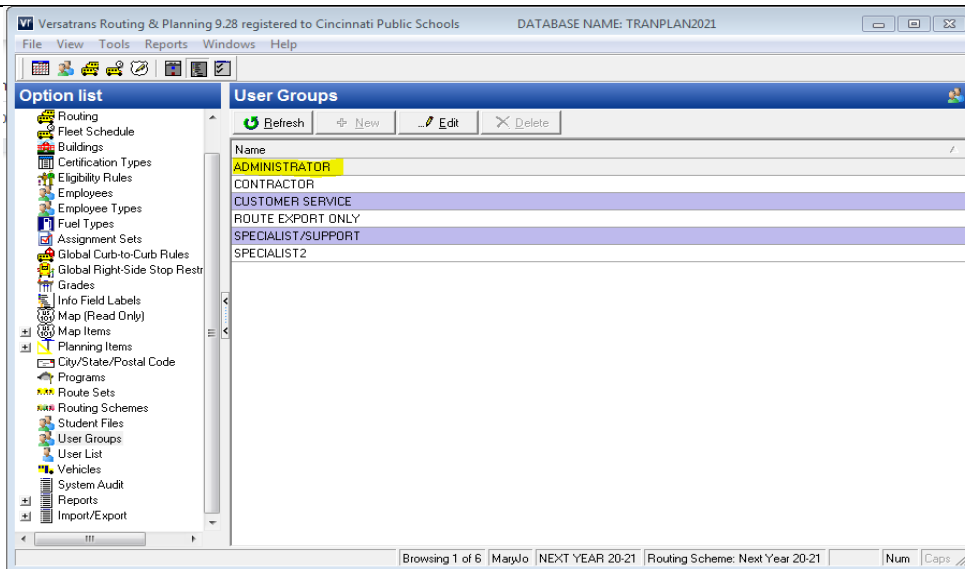 Versatrans Routing & Planning 9.28 registered to Cincinnati Public Schools DATABASE NAME: TRANPLAN2021
File View Tools Reports Windows Help
Option list
Routing
Fleet Schedule
Buildings
Certification Types
Eligibility Rules
Employees
Employee Types
Fuel Types
Assignment Sets
Global Curb-to-Curb Rules
Global Right-Side Stop Restr
Grades
Info Field Labels
Map (Read Only)
Map Items
Planning Items
City/State/Postal Code
Programs
Route Sets
Routing Schemes
Student Files
User Groups
User List
Vehicles
System Audit
Reports
Import/Export
User Groups
Refresh New Edit Delete
Name
ADMINISTRATOR
CONTRACTOR
CUSTOMER SERVICE
ROUTE EXPORT ONLY
SPECIALIST/SUPPORT
SPECIALIST2
Browsing 1 of 6 MaryJo NEXT YEAR 20-21 Routing Scheme: Next Year 20-21 Num Caps